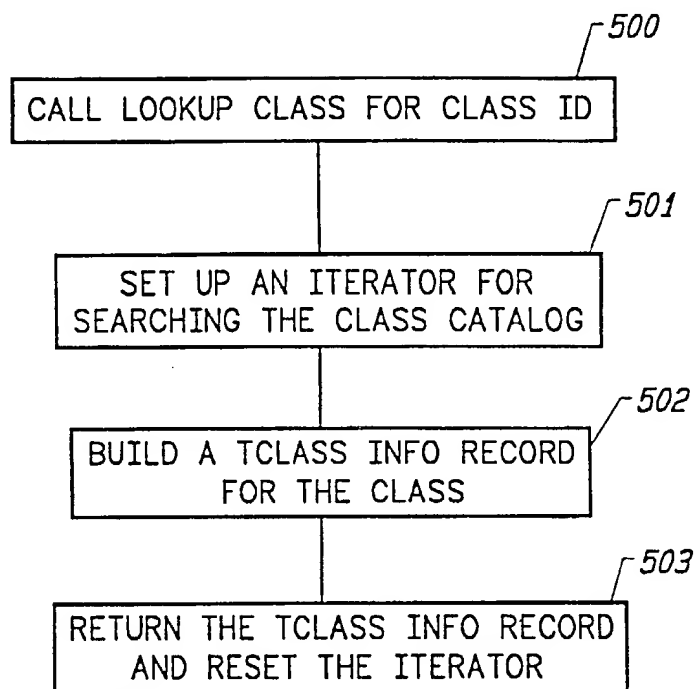 500
CALL LOOKUP CLASS FOR CLASS ID
501
SET UP AN ITERATOR FOR
SEARCHING THE CLASS CATALOG
502
BUILD A TCLASS INFO RECORD
FOR THE CLASS
503
RETURN THE TCLASS INFO RECORD
AND RESET THE ITERATOR